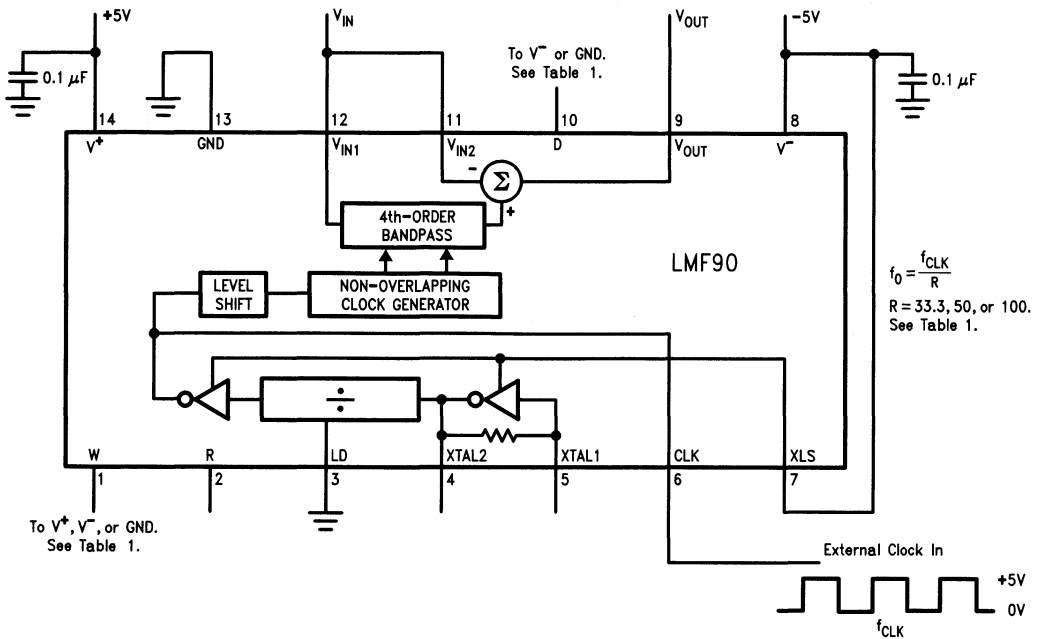 +5V
V_IN
V_OUT
-5V
To V⁻ or GND.
See Table 1.
0.1 µF
0.1 µF
14
13
12
11
10
9
8
V⁺
GND
V_IN1
V_IN2
D
V_OUT
V⁻
-
Σ
+
4th-ORDER
BANDPASS
LMF90
LEVEL
SHIFT
NON-OVERLAPPING
CLOCK GENERATOR
f₀ = f_CLK / R
R = 33.3, 50, or 100.
See Table 1.
÷
W
R
LD
XTAL2
XTAL1
CLK
XLS
1
2
3
4
5
6
7
To V⁺, V⁻, or GND.
See Table 1.
External Clock In
+5V
0V
f_CLK